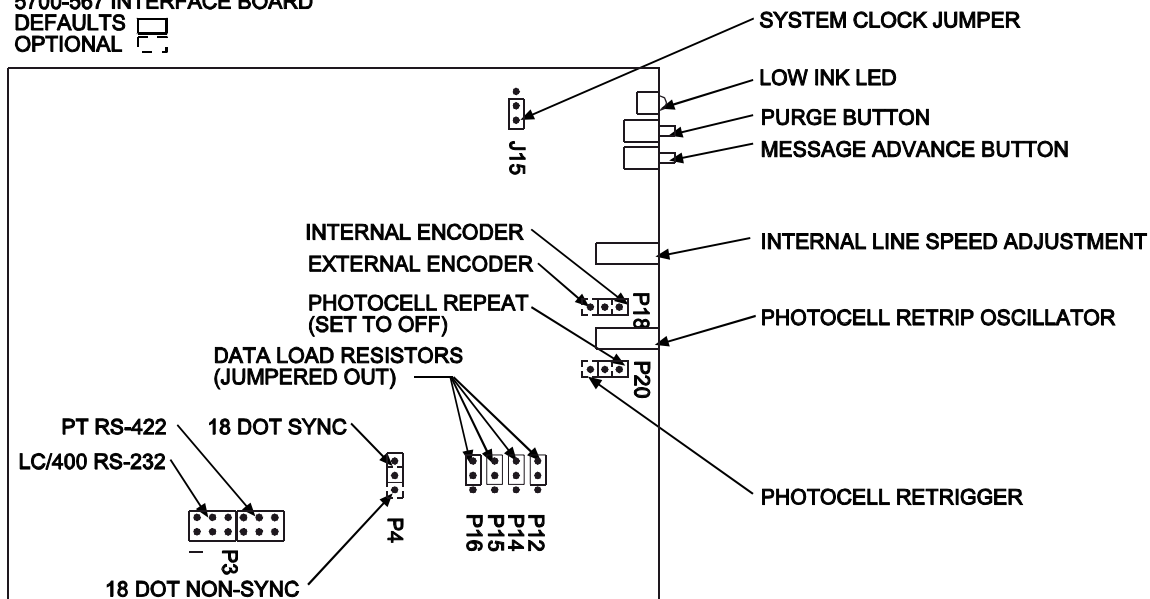 5700-567 INTERFACE BOARD
DEFAULTS
OPTIONAL
SYSTEM CLOCK JUMPER
LOW INK LED
PURGE BUTTON
MESSAGE ADVANCE BUTTON
J15
INTERNAL ENCODER
EXTERNAL ENCODER
INTERNAL LINE SPEED ADJUSTMENT
PHOTOCELL REPEAT
(SET TO OFF)
P18
PHOTOCELL RETRIP OSCILLATOR
DATA LOAD RESISTORS
(JUMPERED OUT)
P20
PT RS-422
18 DOT SYNC
LC/400 RS-232
PHOTOCELL RETRIGGER
P4
P16
P15
P14
P12
P3
18 DOT NON-SYNC